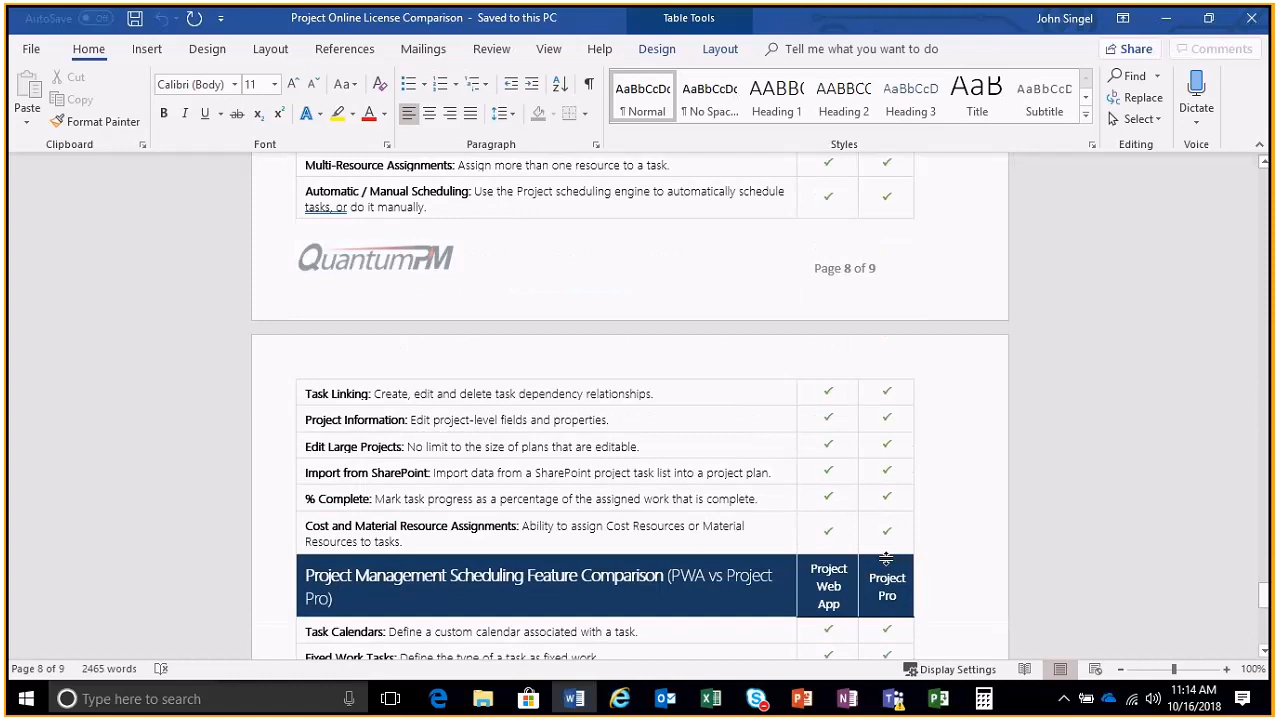 AutoSave Off
Project Online License Comparison - Saved to this PC
Table Tools
John Singel
File Home Insert Design Layout References Mailings Review View Help Design Layout Tell me what you want to do Share Comments
Paste
Cut
Copy
Format Painter
Calibri (Body) 11
AaBbCcDc ¶ Normal
AaBbCcDc ¶ No Spac...
AABBC Heading 1
AABBCC Heading 2
AABBCCD Heading 3
AaB Title
AABBCCD Subtitle
Find
Replace
Select
Dictate
Clipboard Font Paragraph Styles Editing Voice
Multi-Resource Assignments: Assign more than one resource to a task. ✓ ✓
Automatic / Manual Scheduling: Use the Project scheduling engine to automatically schedule ✓ ✓
tasks, or do it manually.
QuantumPM
Page 8 of 9
Task Linking: Create, edit and delete task dependency relationships. ✓ ✓
Project Information: Edit project-level fields and properties. ✓ ✓
Edit Large Projects: No limit to the size of plans that are editable. ✓ ✓
Import from SharePoint: Import data from a SharePoint project task list into a project plan. ✓ ✓
% Complete: Mark task progress as a percentage of the assigned work that is complete. ✓ ✓
Cost and Material Resource Assignments: Ability to assign Cost Resources or Material ✓ ✓
Resources to tasks.
Project Management Scheduling Feature Comparison (PWA vs Project
Pro)
Project
Web
App
Project
Pro
Task Calendars: Define a custom calendar associated with a task. ✓ ✓
Fixed Work Tasks: Define the type of a task as fixed work. ✓ ✓
Page 8 of 9 2465 words Display Settings 100%
Type here to search
11:14 AM
10/16/2018